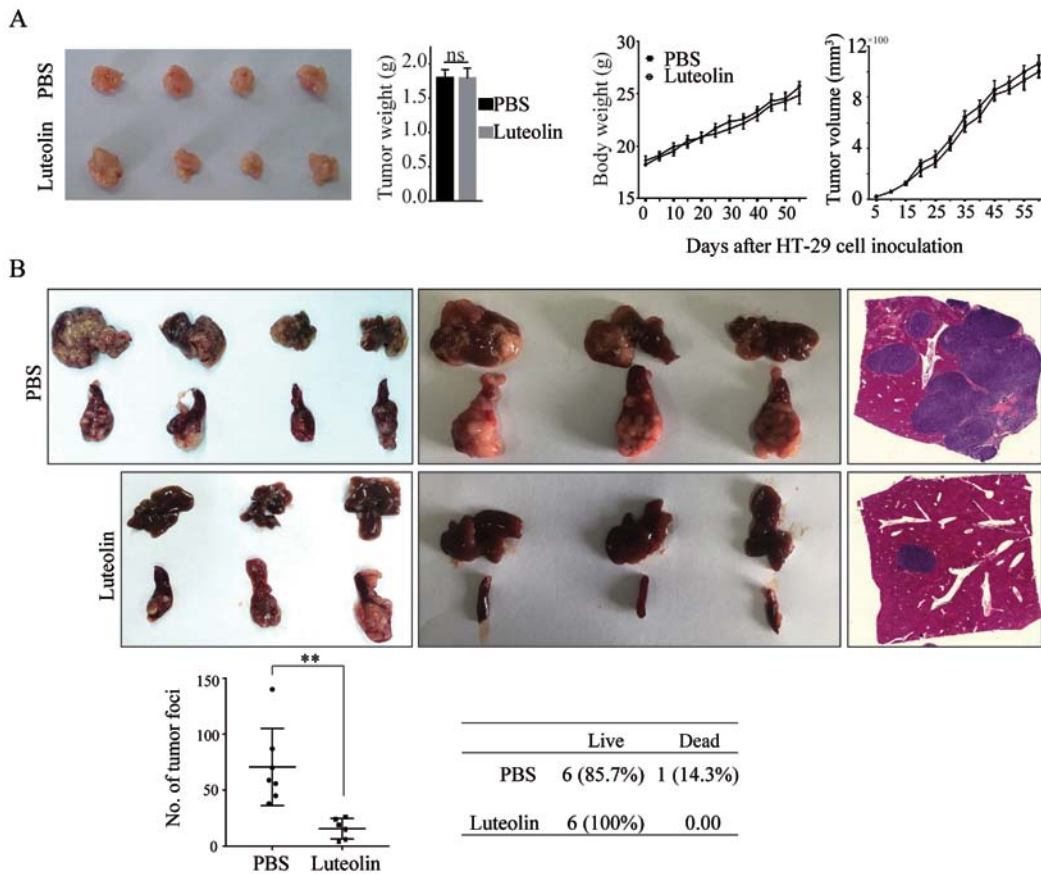 A
PBS
Luteolin
Tumor weight (g)
2.0
1.5
1.0
0.5
0.0
ns
PBS
Luteolin
Body weight (g)
30
25
20
15
PBS
Luteolin
0 10 20 30 40 50
Tumor volume (mm³)
12 ×100
8
4
0
5 15 25 35 45 55
Days after HT-29 cell inoculation
B
PBS
Luteolin
No. of tumor foci
150
100
50
0
**
PBS Luteolin
Live Dead
PBS 6 (85.7%) 1 (14.3%)
Luteolin 6 (100%) 0.00